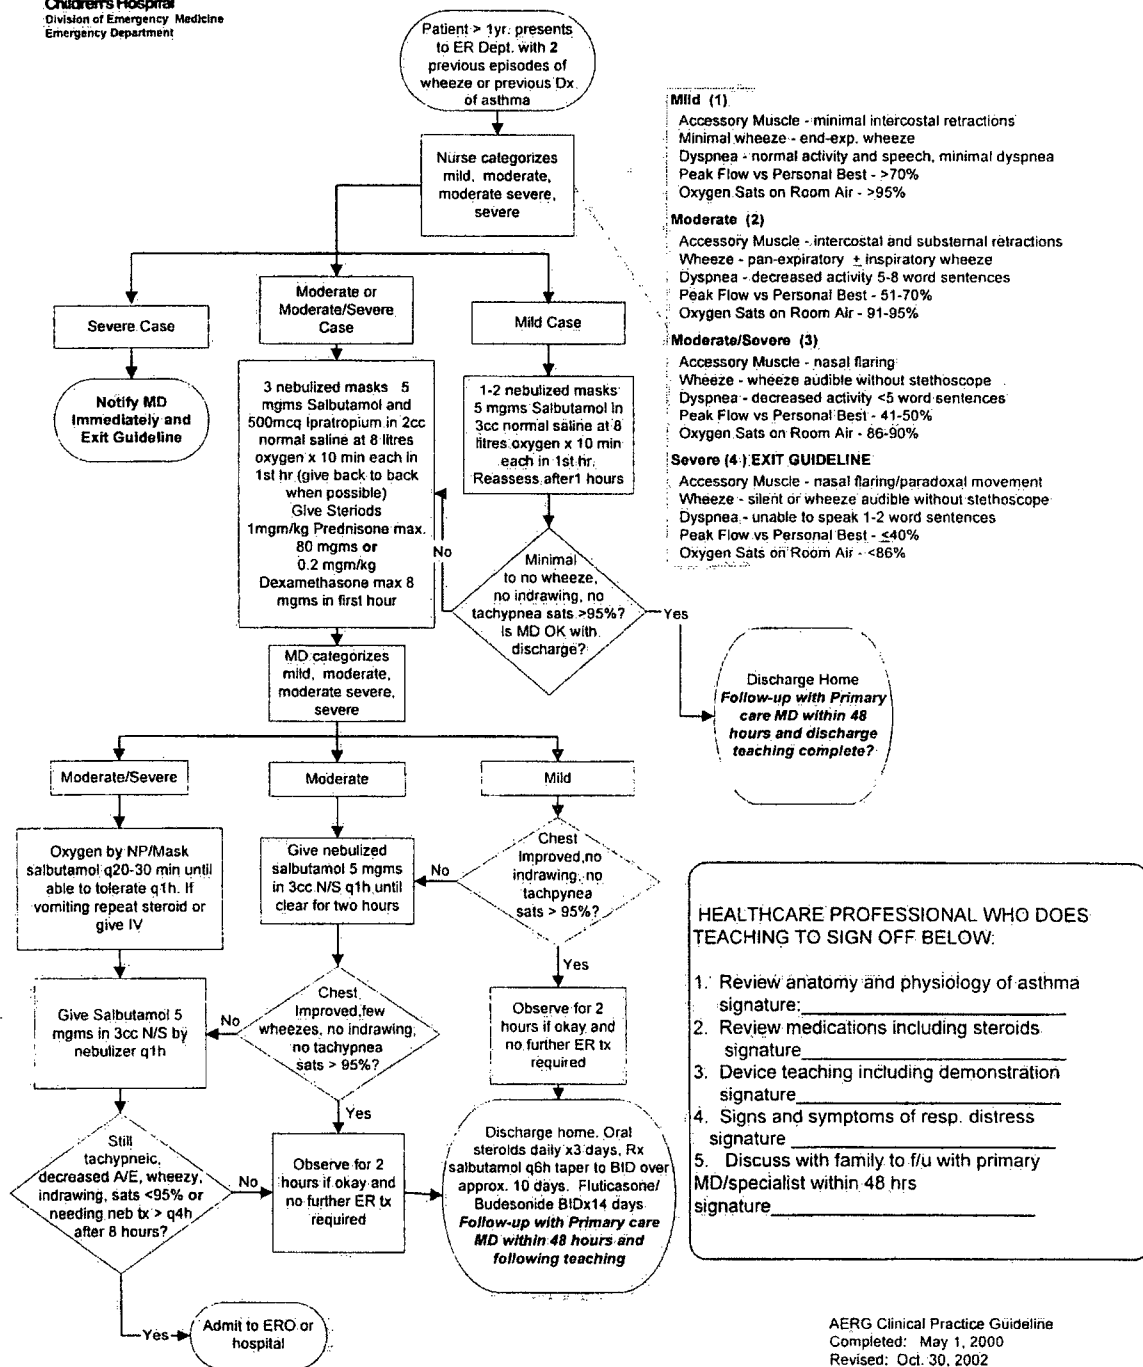 Children's Hospital
Division of Emergency Medicine
Emergency Department
Patient > 1yr. presents
to ER Dept. with 2
previous episodes of
wheeze or previous Dx
of asthma
Nurse categorizes
mild, moderate,
moderate severe,
severe
Mild (1)
Accessory Muscle - minimal intercostal retractions
Minimal wheeze - end-exp. wheeze
Dyspnea - normal activity and speech, minimal dyspnea
Peak Flow vs Personal Best - >70%
Oxygen Sats on Room Air - >95%
Moderate (2)
Accessory Muscle - intercostal and substernal retractions
Wheeze - pan-expiratory ± inspiratory wheeze
Dyspnea - decreased activity 5-8 word sentences
Peak Flow vs Personal Best - 51-70%
Oxygen Sats on Room Air - 91-95%
Moderate/Severe (3)
Accessory Muscle - nasal flaring
Wheeze - wheeze audible without stethoscope
Dyspnea - decreased activity <5 word sentences
Peak Flow vs Personal Best - 41-50%
Oxygen Sats on Room Air - 86-90%
Severe (4) EXIT GUIDELINE
Accessory Muscle - nasal flaring/paradoxal movement
Wheeze - silent or wheeze audible without stethoscope
Dyspnea - unable to speak 1-2 word sentences
Peak Flow vs Personal Best - ≤40%
Oxygen Sats on Room Air - <86%
Severe Case
Moderate or
Moderate/Severe
Case
Mild Case
Notify MD
Immediately and
Exit Guideline
3 nebulized masks 5
mgms Salbutamol and
500mcq Ipratropium in 2cc
normal saline at 8 litres
oxygen x 10 min each in
1st hr (give back to back
when possible)
Give Steriods
1mgm/kg Prednisone max.
80 mgms or
0.2 mgm/kg
Dexamethasone max 8
mgms in first hour
1-2 nebulized masks
5 mgms Salbutamol in
3cc normal saline at 8
litres oxygen x 10 min
each in 1st hr.
Reassess after1 hours
No
Minimal
to no wheeze,
no indrawing, no
tachypnea sats >95%?
Is MD OK with
discharge?
Yes
Discharge Home
Follow-up with Primary
care MD within 48
hours and discharge
teaching complete?
MD categorizes
mild, moderate,
moderate severe,
severe
Moderate/Severe
Moderate
Mild
Oxygen by NP/Mask
salbutamol q20-30 min until
able to tolerate q1h. If
vomiting repeat steroid or
give IV
Give nebulized
salbutamol 5 mgms
in 3cc N/S q1h until
clear for two hours
No
Chest
Improved,no
indrawing, no
tachpynea
sats > 95%?
Yes
Give Salbutamol 5
mgms in 3cc N/S by
nebulizer q1h
No
Chest
Improved,few
wheezes, no indrawing,
no tachypnea
sats > 95%?
Yes
Observe for 2
hours if okay and
no further ER tx
required
Still
tachypneic,
decreased A/E, wheezy,
indrawing, sats <95% or
needing neb tx > q4h
after 8 hours?
No
Observe for 2
hours if okay and
no further ER tx
required
Discharge home. Oral
steroids daily x3 days, Rx
salbutamol q6h taper to BID over
approx. 10 days. Fluticasone/
Budesonide BIDx14 days
Follow-up with Primary care
MD within 48 hours and
following teaching
Yes
Admit to ERO or
hospital
HEALTHCARE PROFESSIONAL WHO DOES
TEACHING TO SIGN OFF BELOW:
1. Review anatomy and physiology of asthma
signature:
2. Review medications including steroids
signature
3. Device teaching including demonstration
signature
4. Signs and symptoms of resp. distress
signature
5. Discuss with family to f/u with primary
MD/specialist within 48 hrs
signature
AERG Clinical Practice Guideline
Completed: May 1, 2000
Revised: Oct. 30, 2002